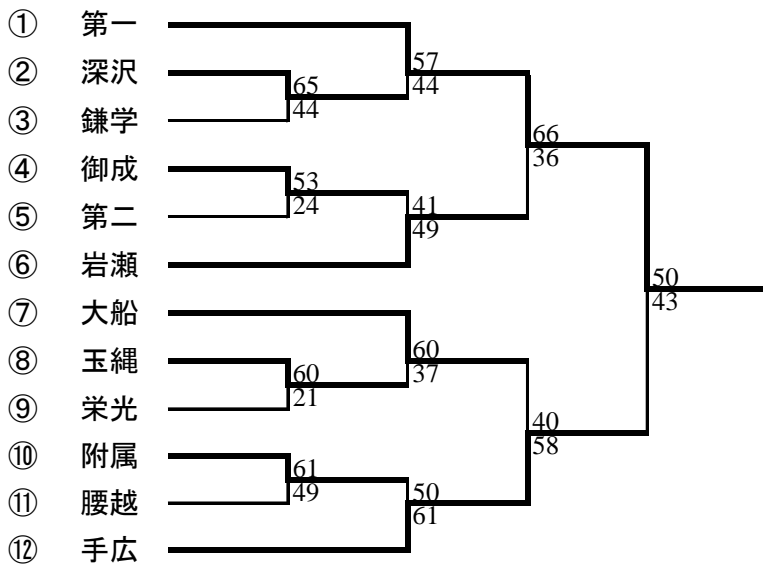 ① 第一
② 深沢
③ 鎌学
④ 御成
⑤ 第二
⑥ 岩瀬
⑦ 大船
⑧ 玉縄
⑨ 栄光
⑩ 附属
⑪ 腰越
⑫ 手広
65
44
53
24
60
21
61
49
57
44
41
49
60
37
50
61
66
36
40
58
50
43